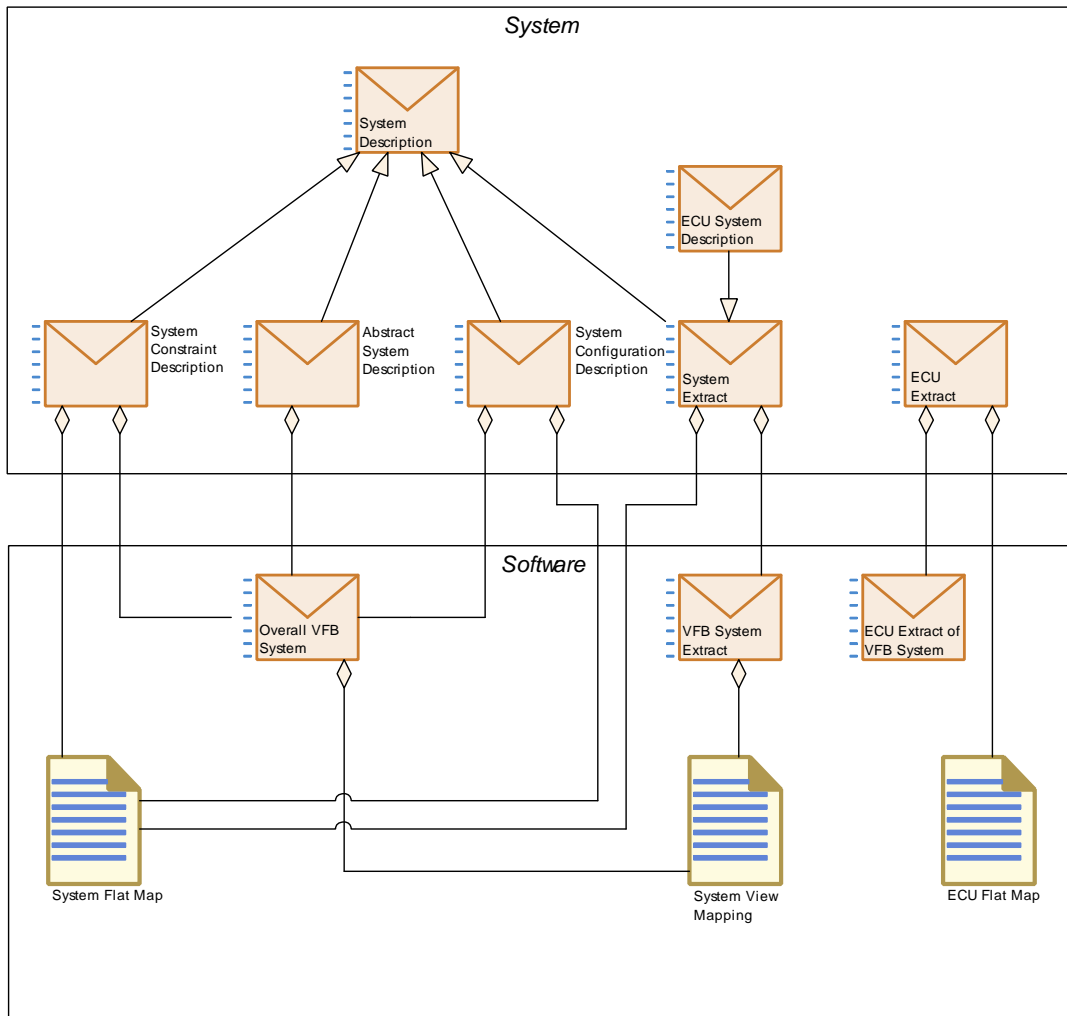 System
System
Description
ECU System
Description
System
Constraint
Description
Abstract
System
Description
System
Configuration
Description
System
Extract
ECU
Extract
Software
Overall VFB
System
VFB System
Extract
ECU Extract of
VFB System
System Flat Map
System View
Mapping
ECU Flat Map